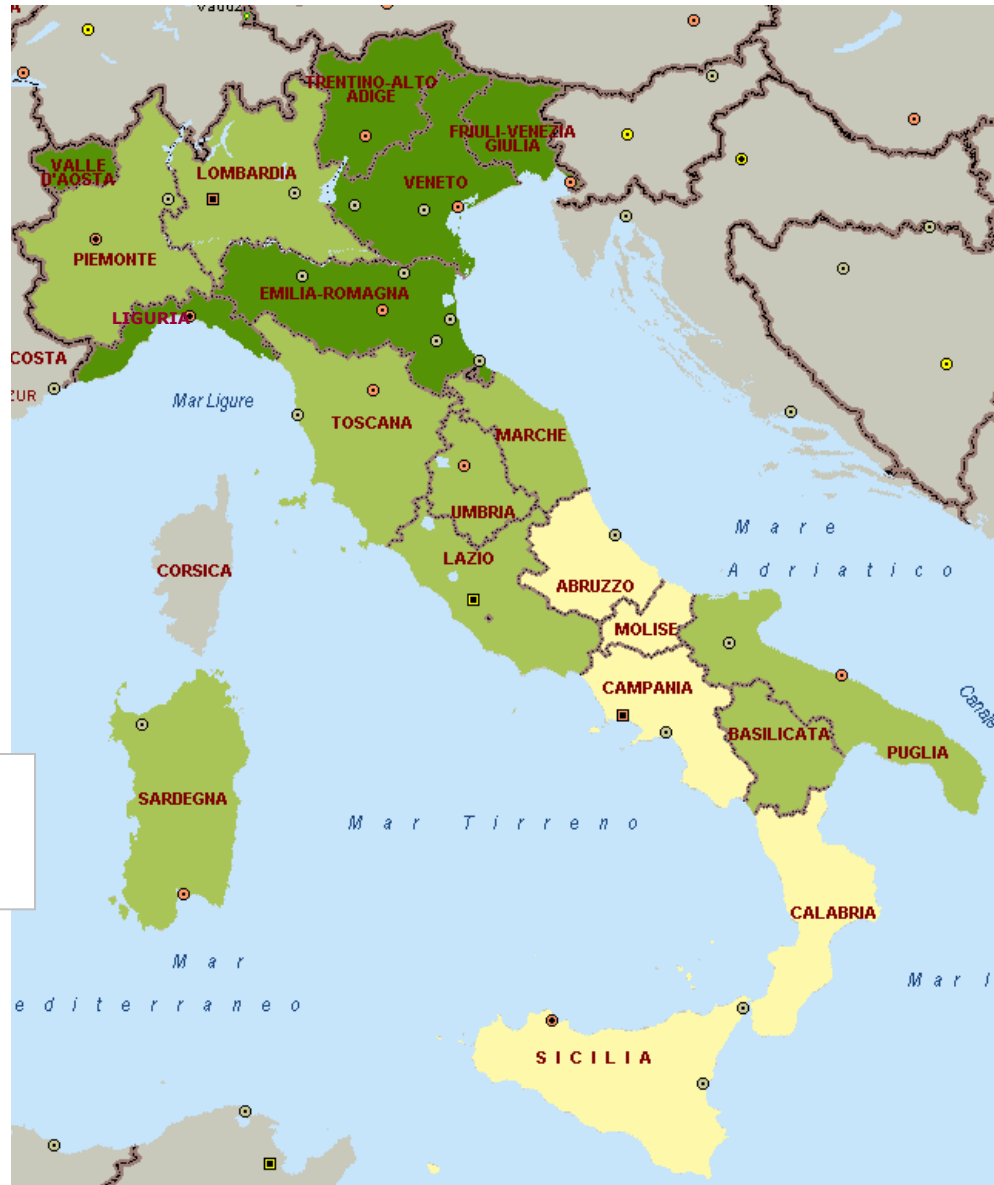 Vaduz
A
TRENTINO-ALTO
ADIGE
FRIULI-VENEZIA
GIULIA
VALLE
D'AOSTA
LOMBARDIA
VENETO
PIEMONTE
EMILIA-ROMAGNA
LIGURIA
COSTA
ZUR
Mar Ligure
TOSCANA
MARCHE
UMBRIA
Mare
Adriatico
LAZIO
CORSICA
ABRUZZO
MOLISE
CAMPANIA
Canale
BASILICATA
PUGLIA
SARDEGNA
Mar Tirreno
CALABRIA
Mar
editerraneo
Mar I
SICILIA